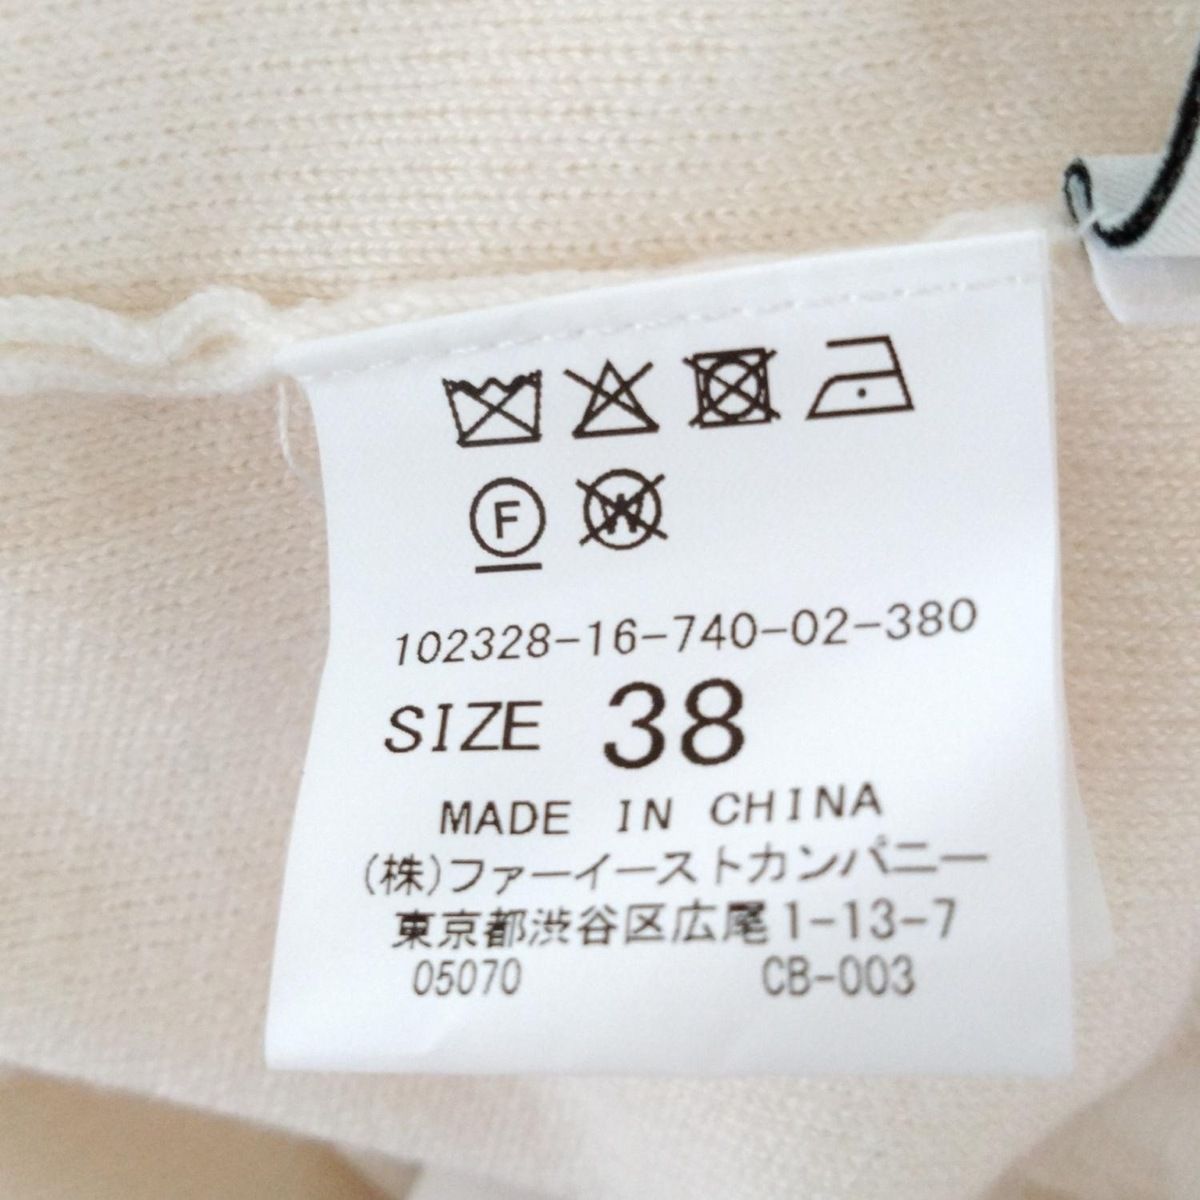 F W
102328-16-740-02-380
SIZE 38
MADE IN CHINA
(株)ファーイーストカンパニー
東京都渋谷区広尾1-13-7
05070 CB-003